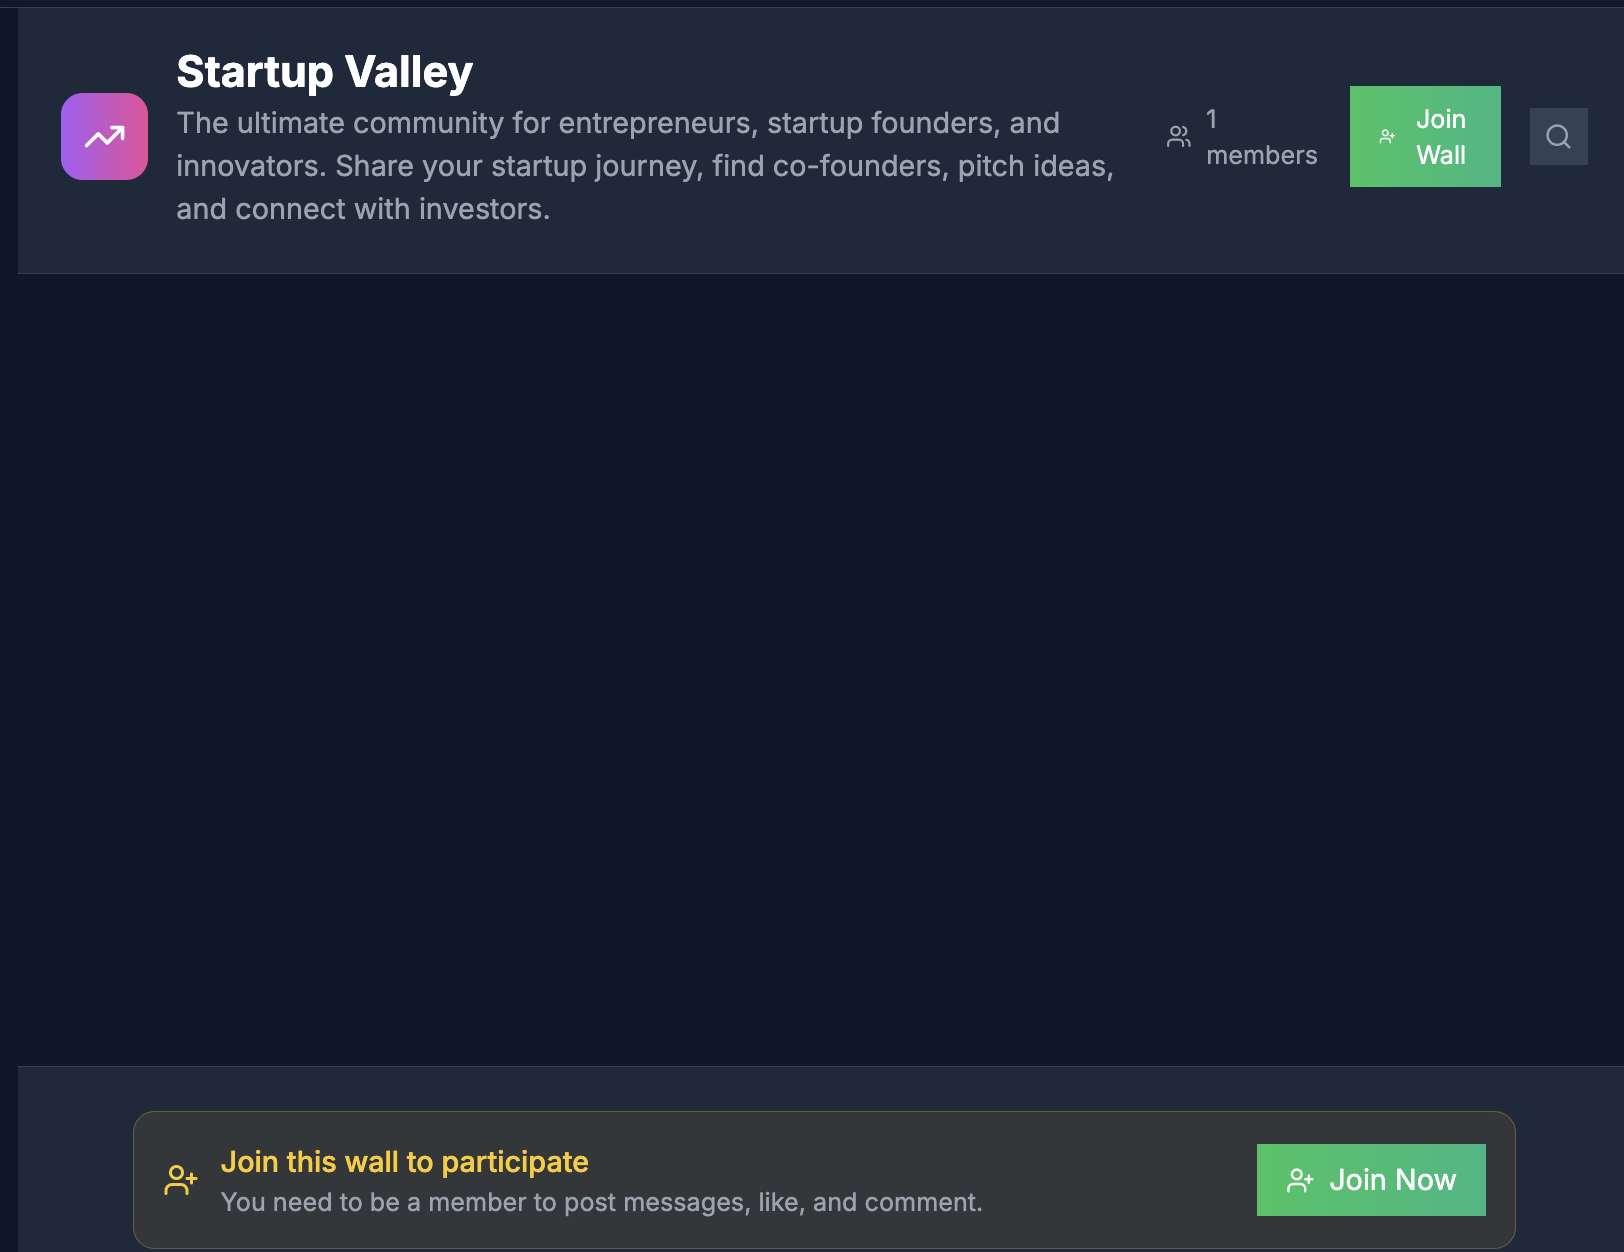 Startup Valley
The ultimate community for entrepreneurs, startup founders, and
innovators. Share your startup journey, find co-founders, pitch ideas,
and connect with investors.
1
members
Join
Wall
Join this wall to participate
You need to be a member to post messages, like, and comment.
Join Now